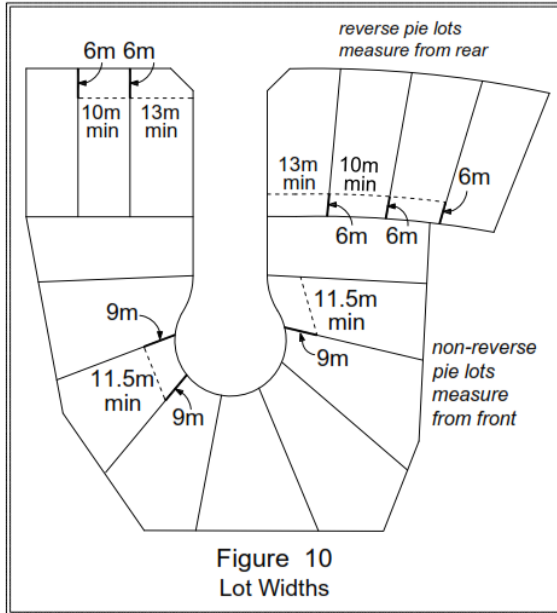 reverse pie lots
measure from rear
6m 6m
10m
min
13m
min
13m
min
10m
min
6m
6m
6m
11.5m
min
9m
9m
11.5m
min
9m
non-reverse
pie lots
measure
from front
Figure 10
Lot Widths